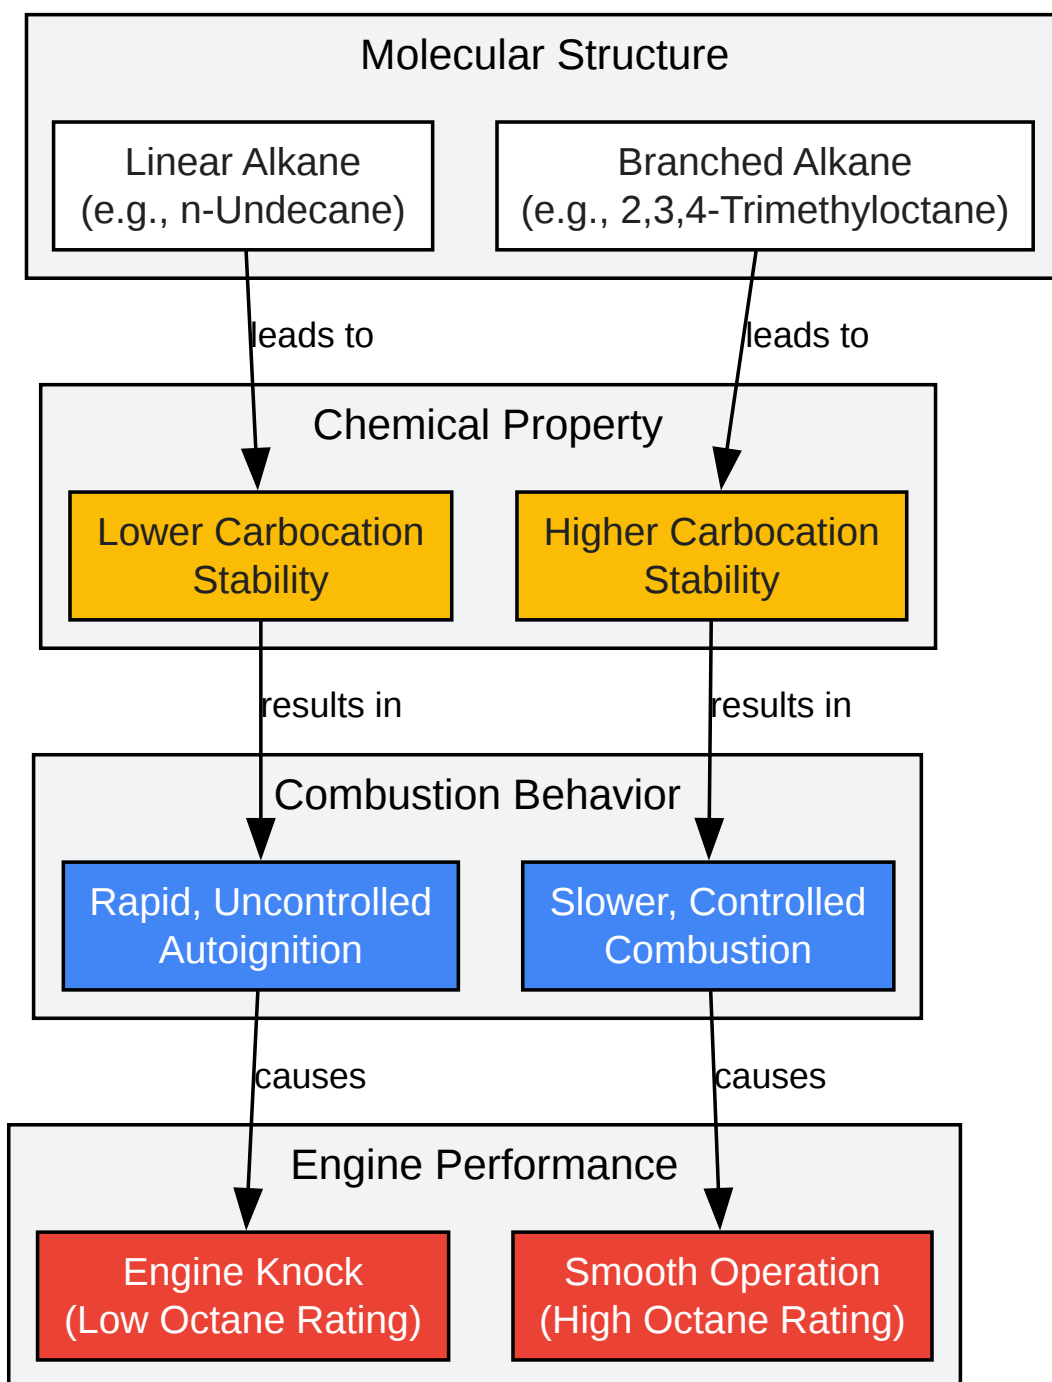 Molecular Structure
Linear Alkane
(e.g., n-Undecane)
Branched Alkane
(e.g., 2,3,4-Trimethyloctane)
leads to
leads to
Chemical Property
Lower Carbocation
Stability
Higher Carbocation
Stability
results in
results in
Combustion Behavior
Rapid, Uncontrolled
Autoignition
Slower, Controlled
Combustion
causes
causes
Engine Performance
Engine Knock
(Low Octane Rating)
Smooth Operation
(High Octane Rating)